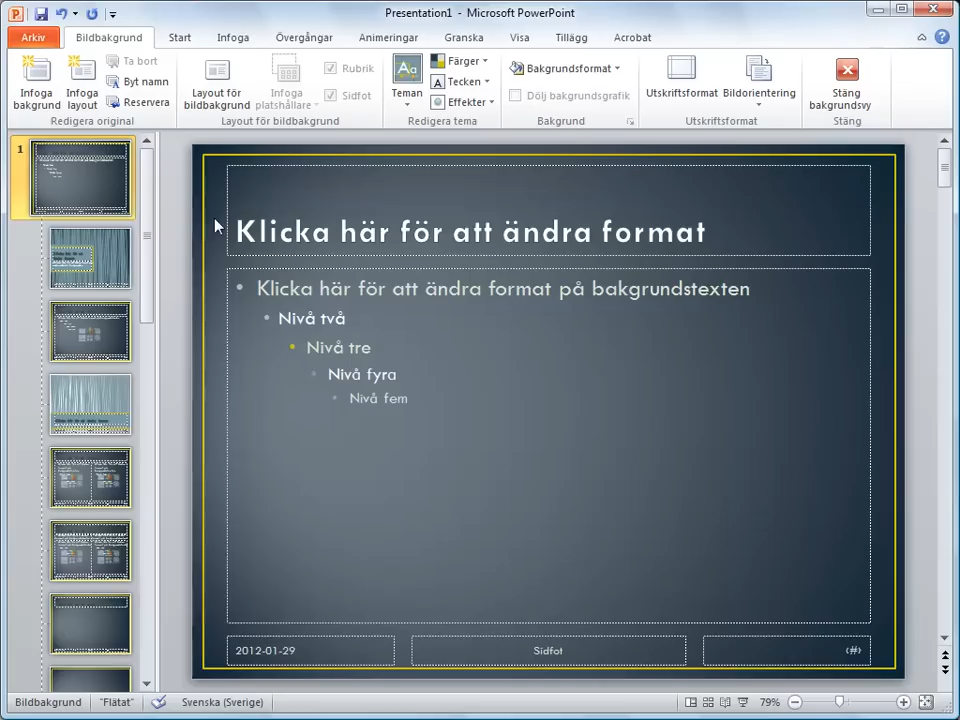 Presentation1 - Microsoft PowerPoint
Arkiv Bildbakgrund Start Infoga Övergångar Animeringar Granska Visa Tillägg Acrobat
Infoga bakgrund
Infoga layout
Ta bort
Byt namn
Reservera
Redigera original
Layout för bildbakgrund
Infoga platshållare
Rubrik
Sidfot
Layout för bildbakgrund
Aa
Teman
Färger
Tecken
Effekter
Redigera tema
Bakgrundsformat
Dölj bakgrundsgrafik
Bakgrund
Utskriftsformat
Bildorientering
Utskriftsformat
Stäng bakgrundsvy
Stäng
1
Klicka här för att ändra format
• Klicka här för att ändra format på bakgrundstexten
• Nivå två
• Nivå tre
• Nivå fyra
• Nivå fem
2012-01-29
Sidfot
‹#›
Bildbakgrund
"Flätat"
Svenska (Sverige)
79%